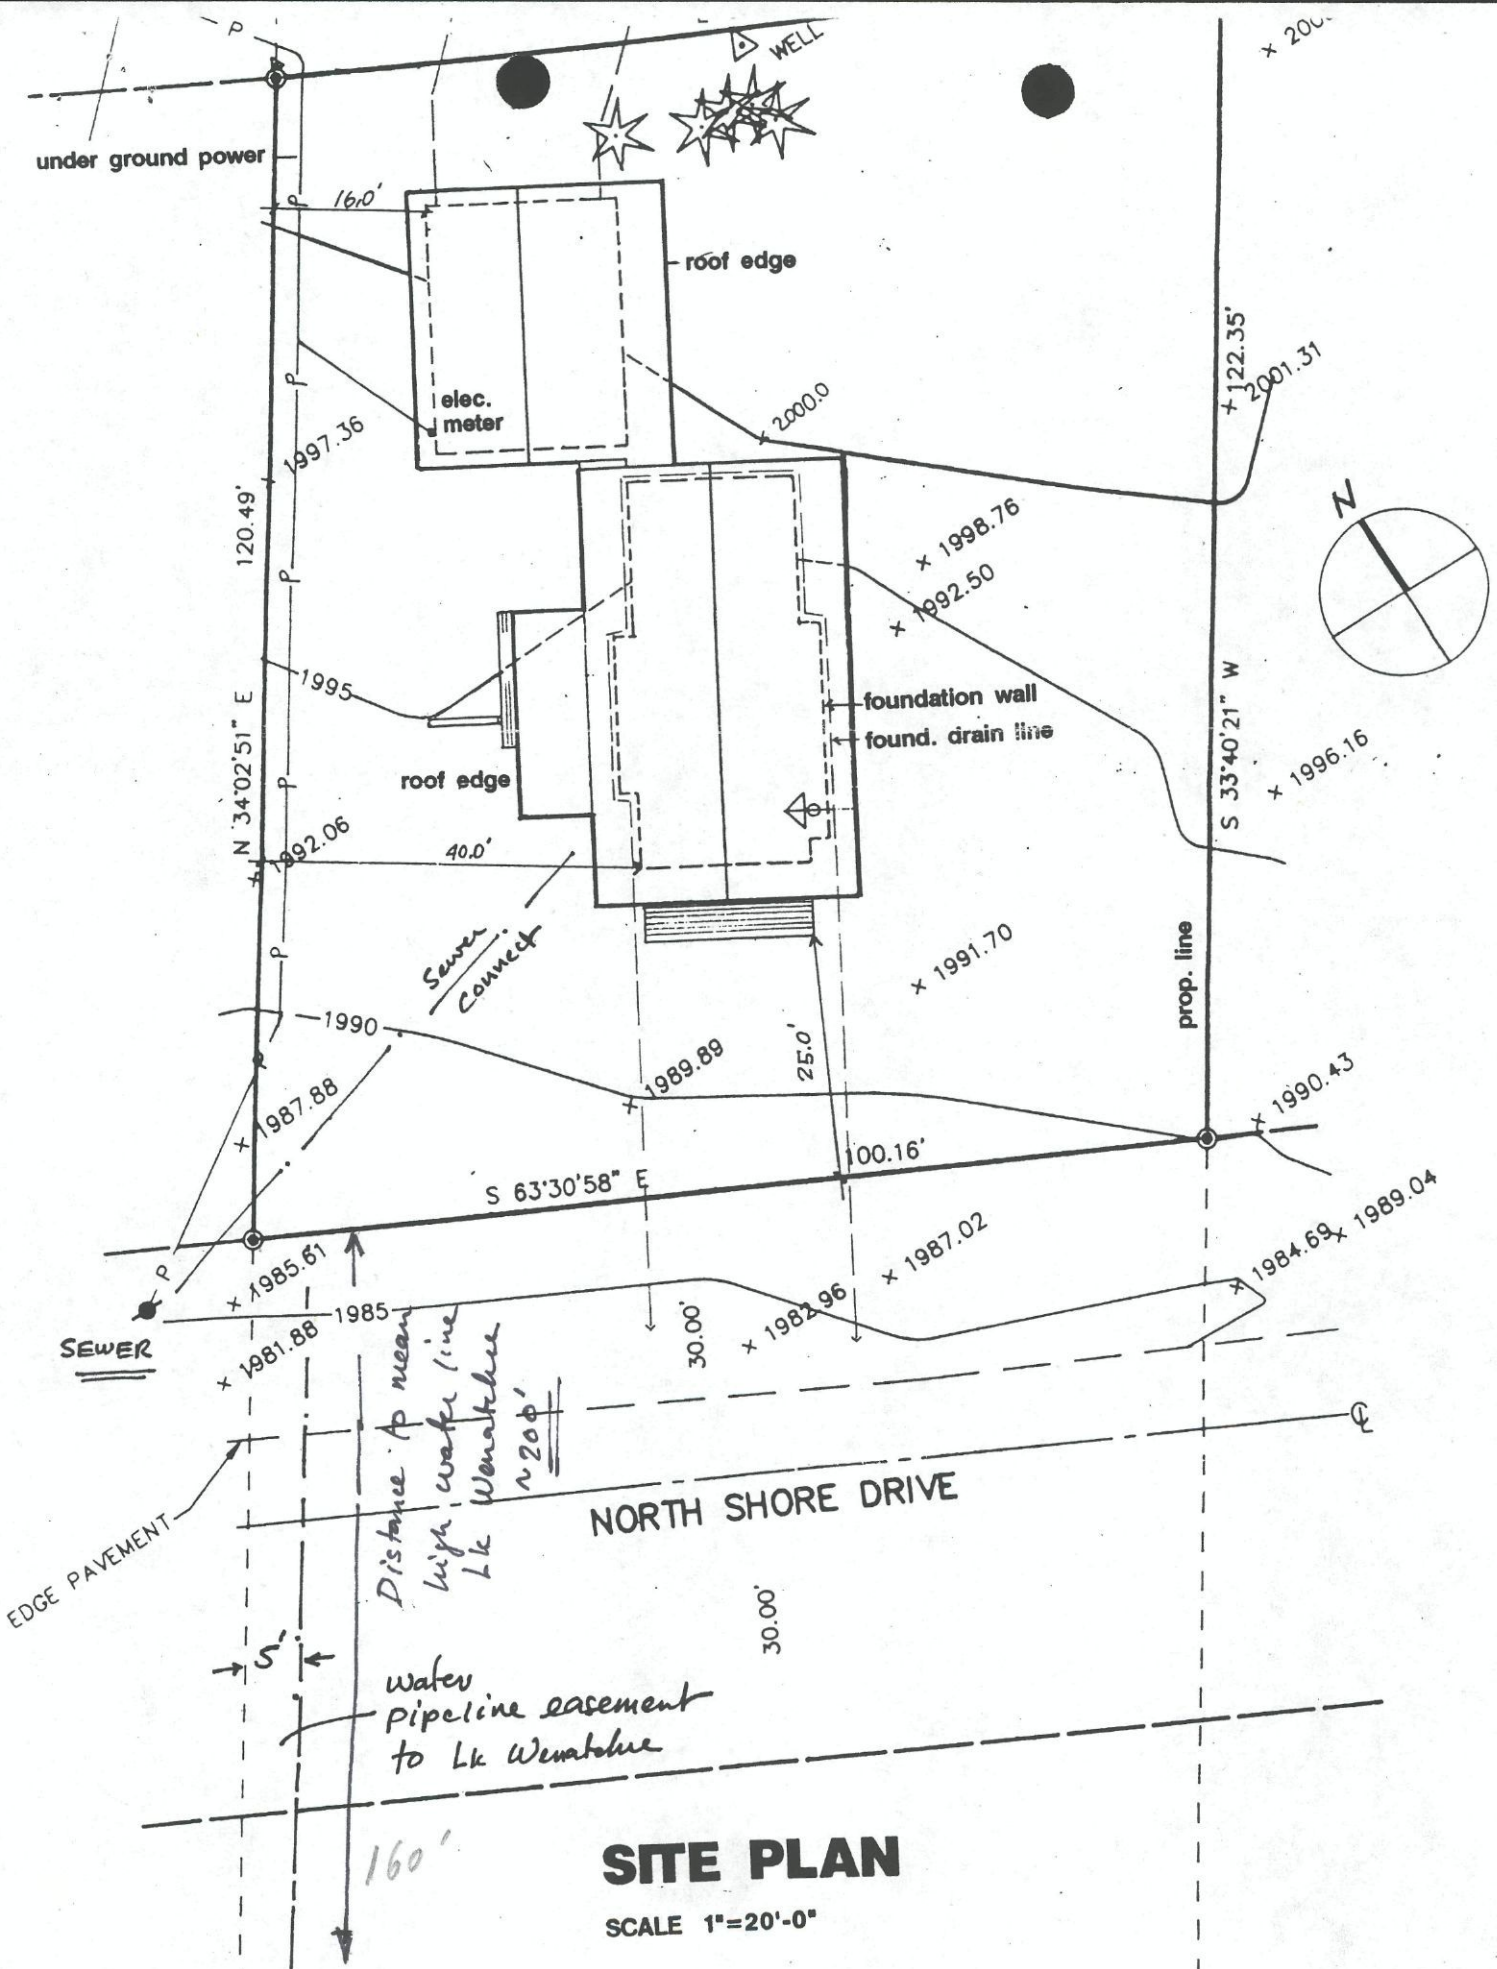 P
WELL
under ground power
16.0'
P
roof edge
122.35'
2001.31
P
elec.
meter
2000.0
1997.36
120.49'
N
1998.76
P
1992.50
1995
N 34°02'51" E
foundation wall
found. drain line
S 33°40'21" W
roof edge
P
1996.16
1992.06
40.0'
Sewer
connect
P
1991.70
prop. line
1990
25.0'
P
1989.89
1987.88
1990.43
100.16'
S 63°30'58" E
1989.04
P
1985.61
1987.02
1984.69
1985
1982.96
SEWER
1981.88
30.00'
Distance to mean
high water line
Lk Wenatchee
~200'
℄
NORTH SHORE DRIVE
EDGE PAVEMENT
30.00'
5'
water
pipeline easement
to Lk Wenatchee
160'
SITE PLAN
SCALE 1"=20'-0"